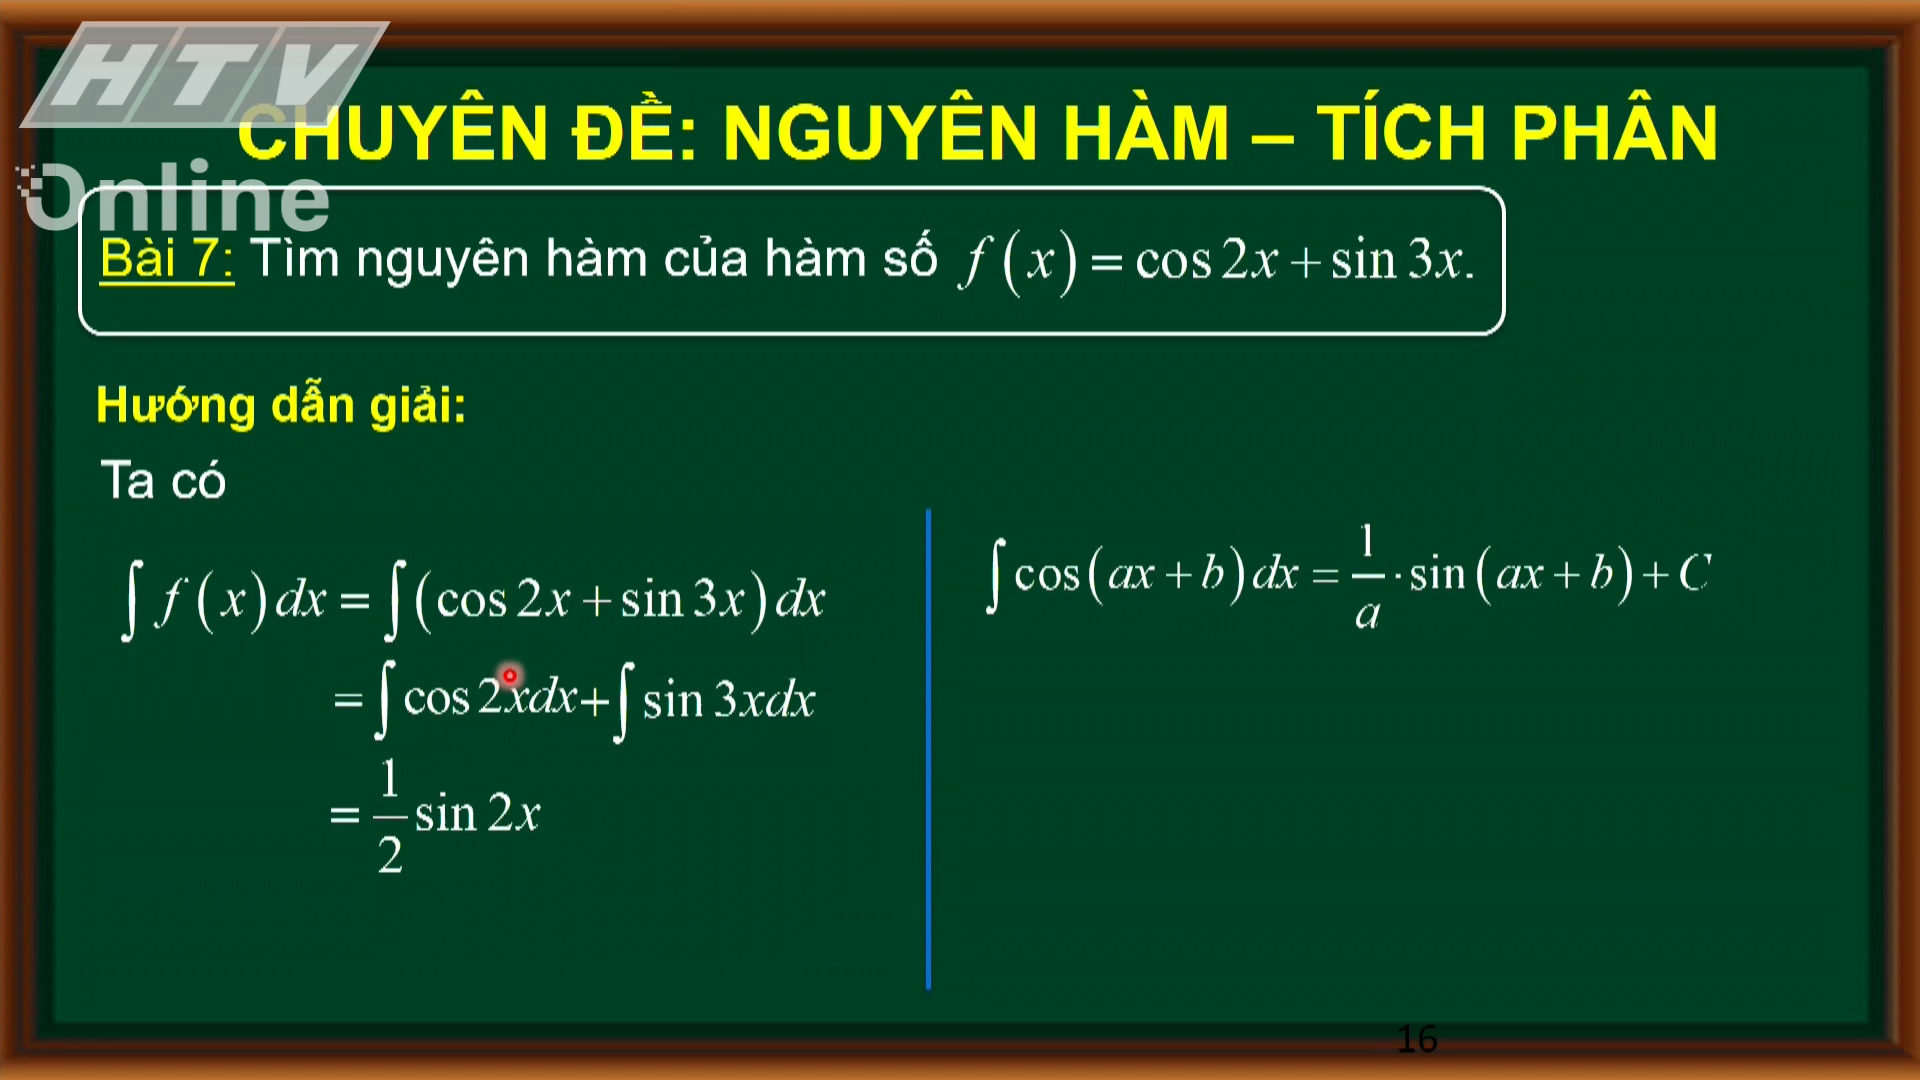 HTV
Online
CHUYÊN ĐỀ: NGUYÊN HÀM – TÍCH PHÂN
Bài 7: Tìm nguyên hàm của hàm số f(x) = cos 2x + sin 3x.
Hướng dẫn giải:
Ta có
∫ f(x)dx = ∫(cos 2x + sin 3x)dx
= ∫ cos 2xdx + ∫ sin 3xdx
= 1/2 sin 2x
∫ cos(ax + b)dx = 1/a · sin(ax + b) + C
16